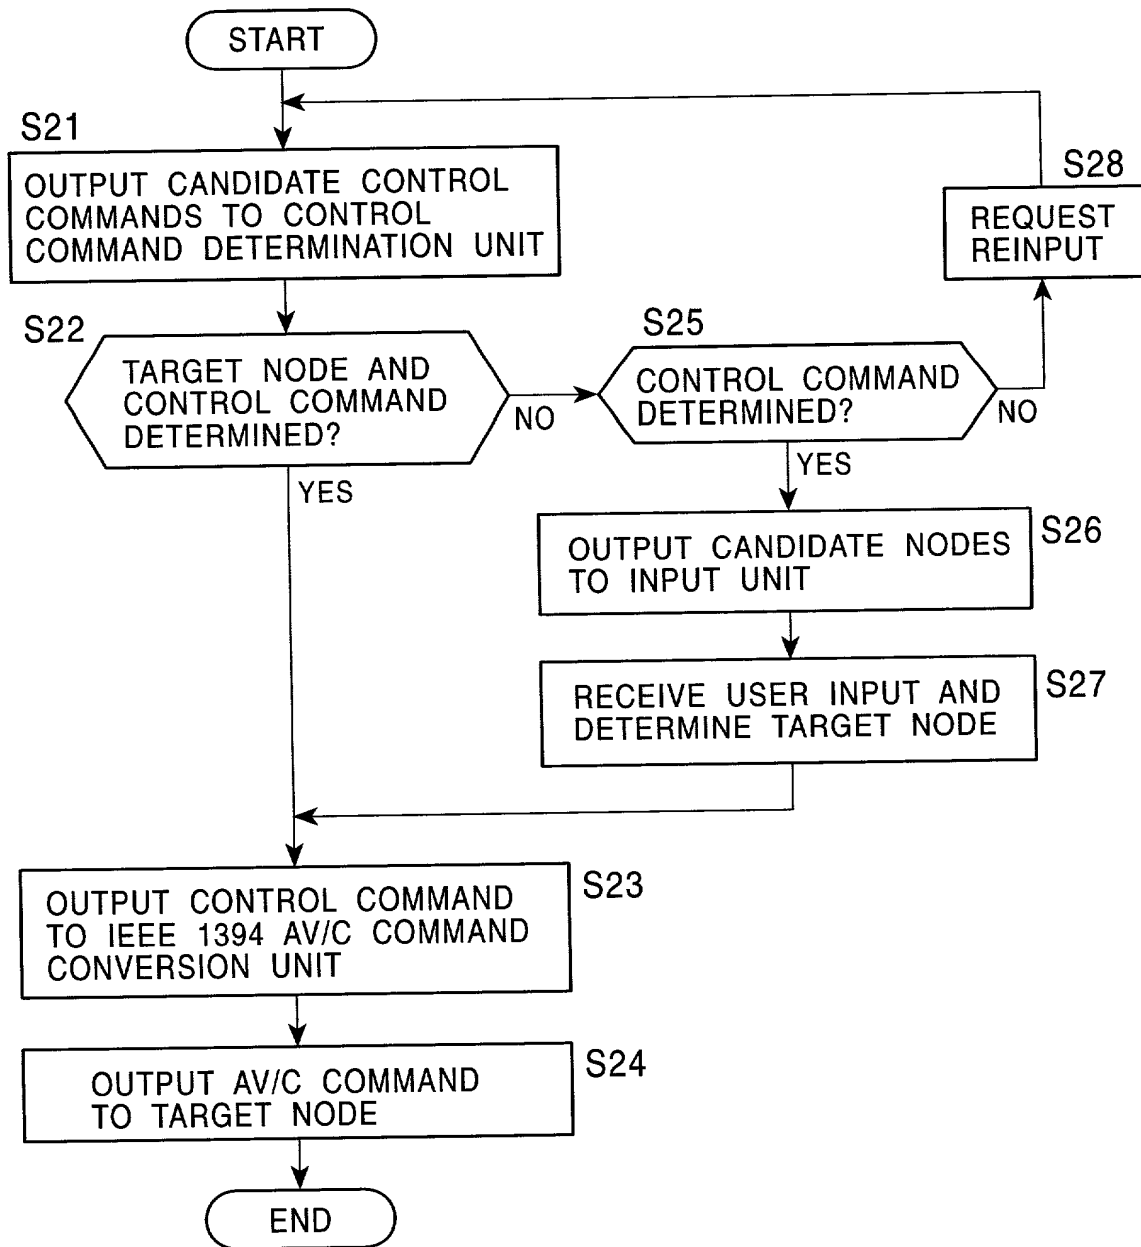 START
S21
OUTPUT CANDIDATE CONTROL
COMMANDS TO CONTROL
COMMAND DETERMINATION UNIT
S28
REQUEST
REINPUT
S22
TARGET NODE AND
CONTROL COMMAND
DETERMINED?
NO
YES
S25
CONTROL COMMAND
DETERMINED?
NO
YES
S26
OUTPUT CANDIDATE NODES
TO INPUT UNIT
S27
RECEIVE USER INPUT AND
DETERMINE TARGET NODE
S23
OUTPUT CONTROL COMMAND
TO IEEE 1394 AV/C COMMAND
CONVERSION UNIT
S24
OUTPUT AV/C COMMAND
TO TARGET NODE
END